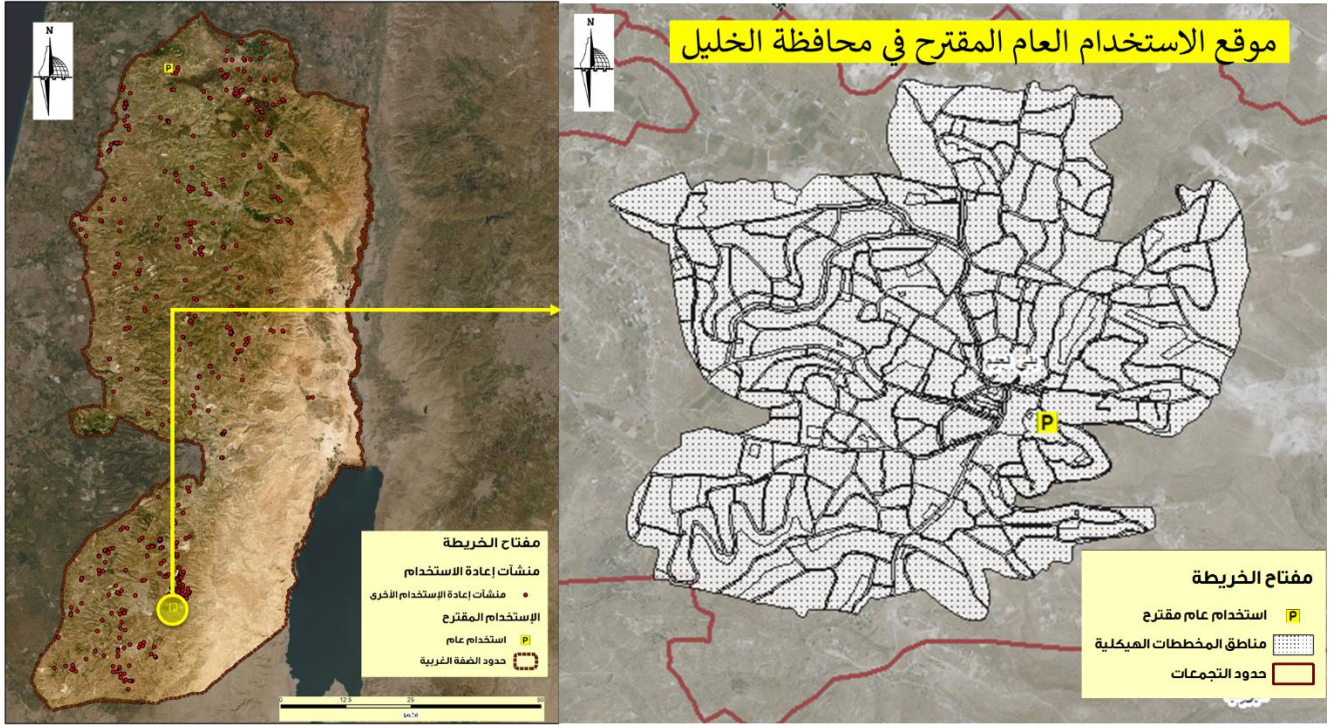 موقع الاستخدام العام المقترح في محافظة الخليل
N
N
P
P
P
مفتاح الخريطة
منشآت إعادة الاستخدام
منشآت إعادة الإستخدام الأخرى
الإستخدام المقترح
P استخدام عام
حدود الضفة الغربية
0 12.5 25 50
مفتاح الخريطة
P استخدام عام مقترح
مناطق المخططات الهيكلية
حدود التجمعات